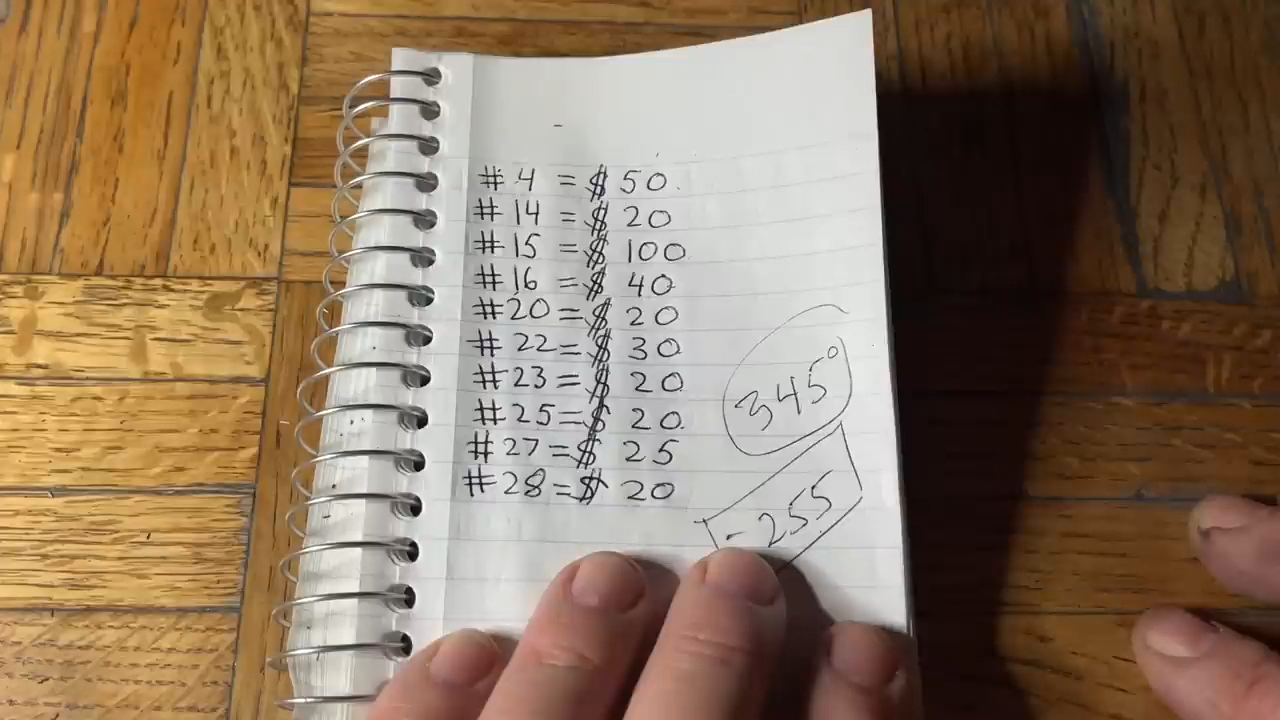 # 4 = $ 50.
# 14 = $ 20
# 15 = $ 100
# 16 = $ 40
# 20 = $ 20
# 22 = $ 30
# 23 = $ 20
# 25 = $ 20
# 27 = $ 25
# 28 = $ 20
345°
-255